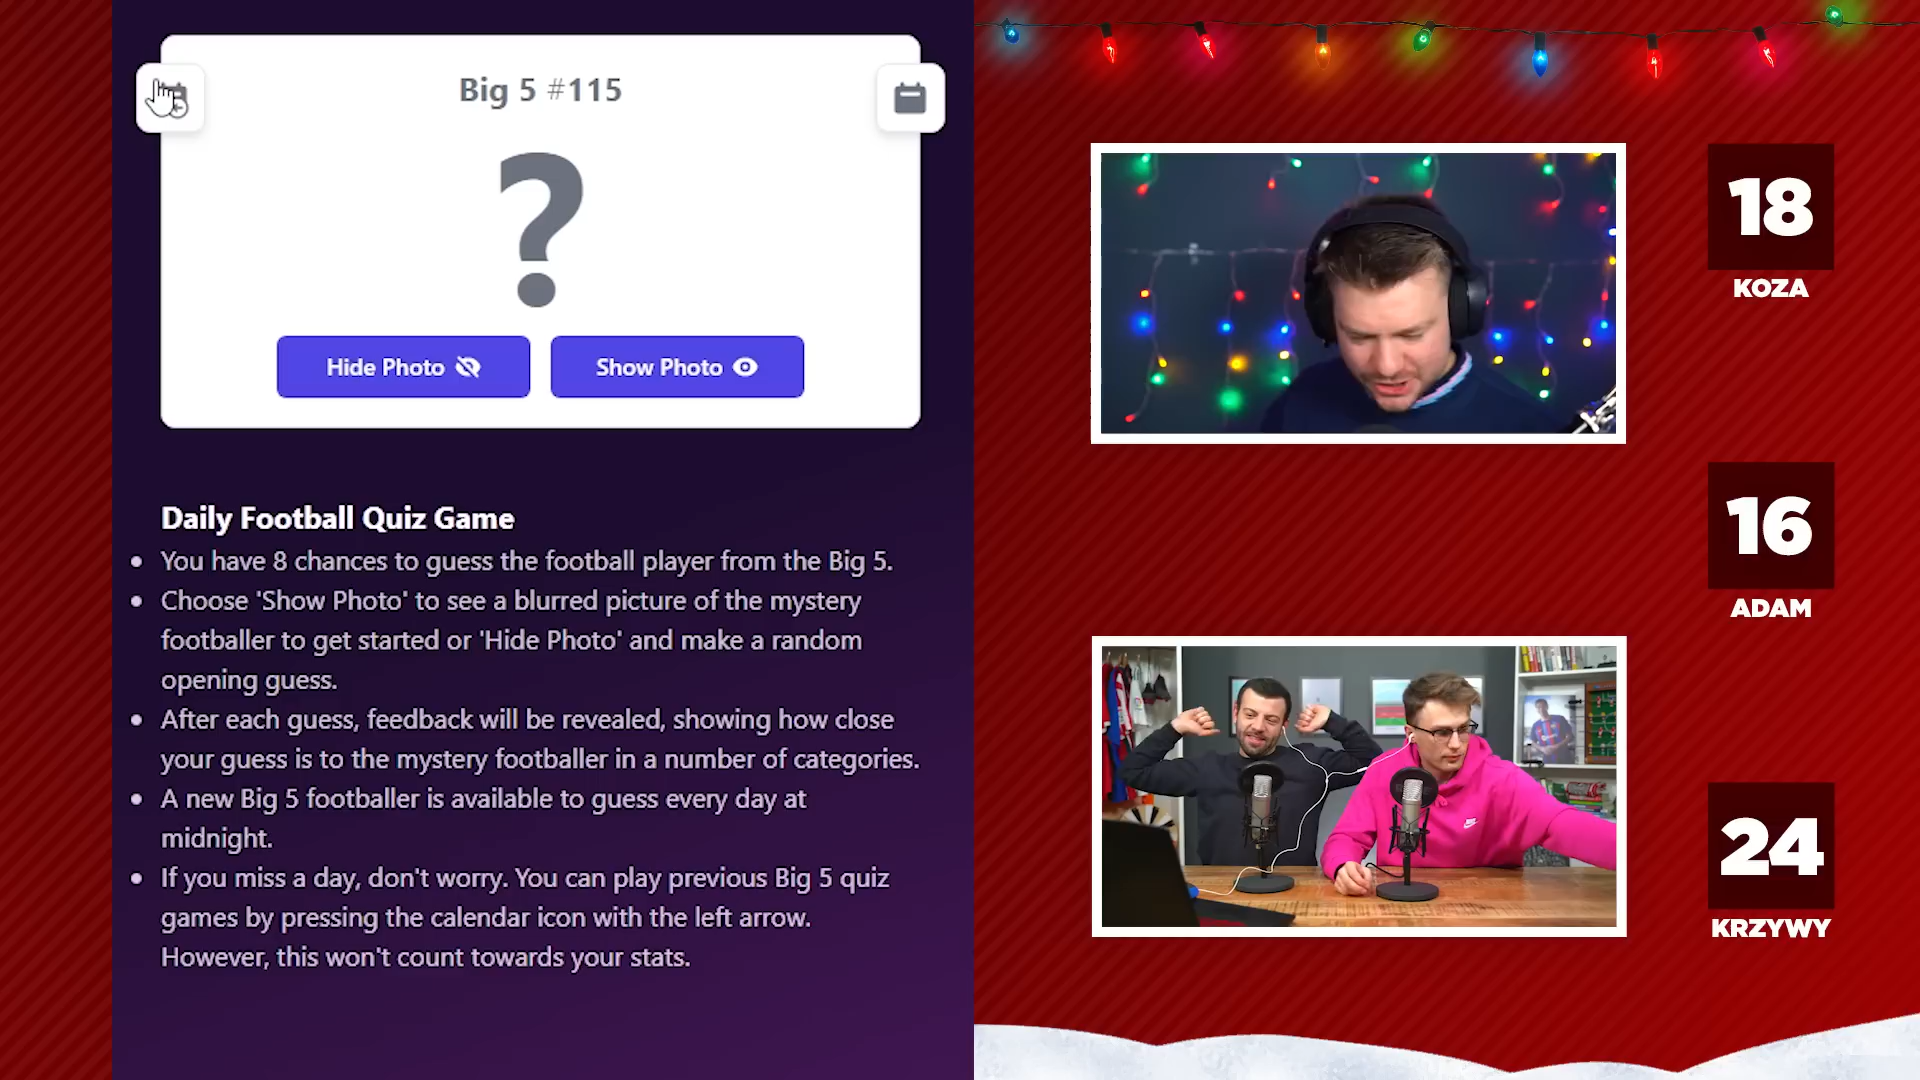 Big 5 #115
?
Hide Photo
Show Photo
Daily Football Quiz Game
• You have 8 chances to guess the football player from the Big 5.
• Choose 'Show Photo' to see a blurred picture of the mystery
footballer to get started or 'Hide Photo' and make a random
opening guess.
• After each guess, feedback will be revealed, showing how close
your guess is to the mystery footballer in a number of categories.
• A new Big 5 footballer is available to guess every day at
midnight.
• If you miss a day, don't worry. You can play previous Big 5 quiz
games by pressing the calendar icon with the left arrow.
However, this won't count towards your stats.
18
KOZA
16
ADAM
24
KRZYWY